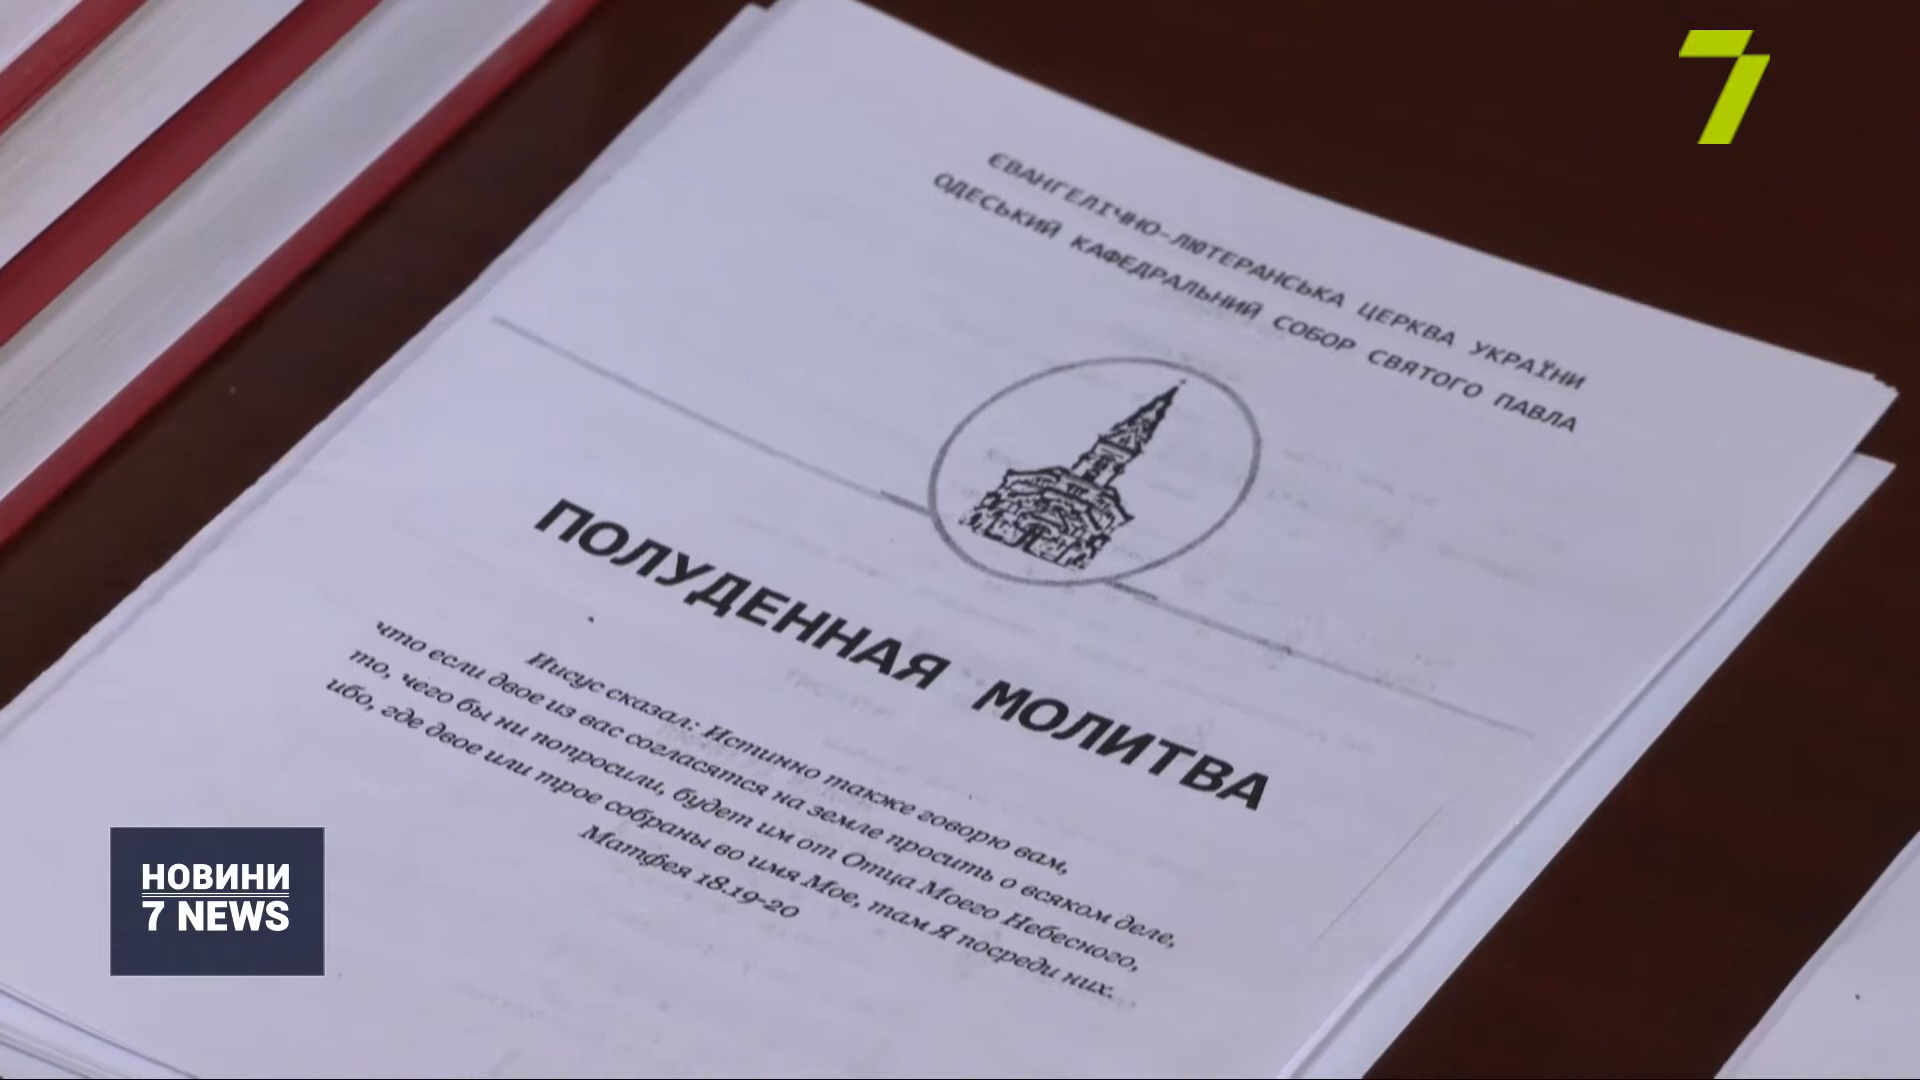 7
ЄВАНГЕЛІЧНО-ЛЮТЕРАНСЬКА ЦЕРКВА УКРАЇНИ
ОДЕСЬКИЙ КАФЕДРАЛЬНИЙ СОБОР СВЯТОГО ПАВЛА
ПОЛУДЕННАЯ МОЛИТВА
Иисус сказал: Истинно также говорю вам,
что если двое из вас согласятся на земле просить о всяком деле,
то, чего бы ни попросили, будет им от Отца Моего Небесного,
ибо, где двое или трое собраны во имя Мое, там Я посреди них.
Матфея 18.19-20
НОВИНИ
7 NEWS